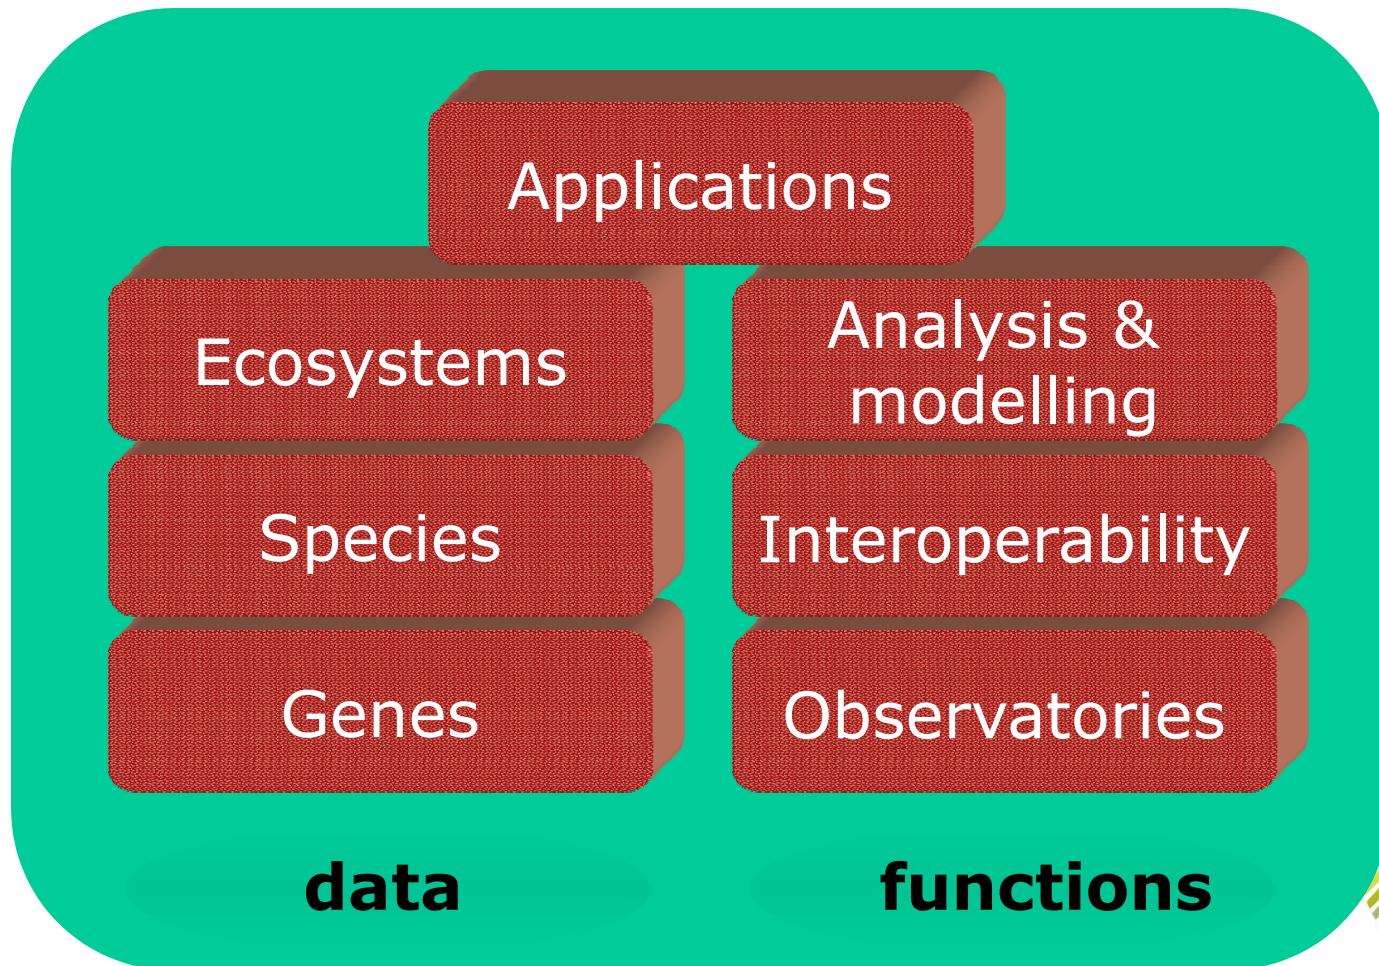 Applications
Ecosystems
Analysis &
modelling
Species
Interoperability
Genes
Observatories
data
functions